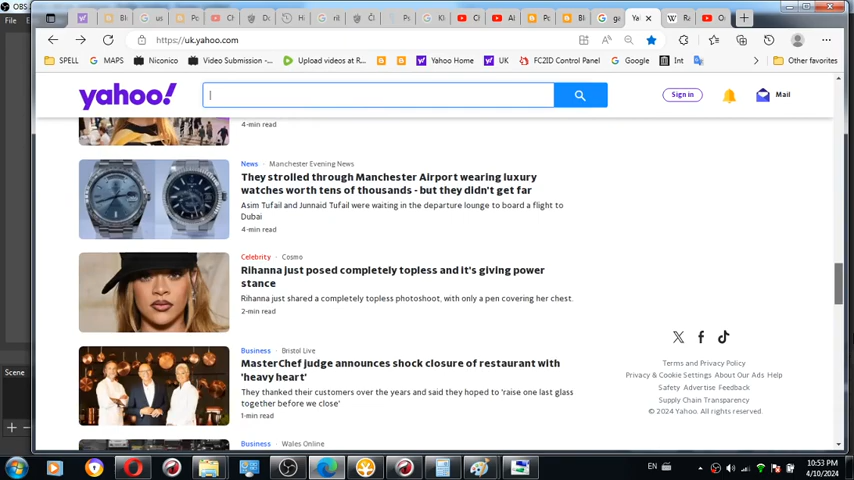 OBS
File
https://uk.yahoo.com
SPELL
MAPS
Niconico
Video Submission -...
Upload videos at R...
Yahoo Home
UK
FC2ID Control Panel
Google
Int
Other favorites
yahoo!
Sign in
Mail
4-min read
News · Manchester Evening News
They strolled through Manchester Airport wearing luxury
watches worth tens of thousands - but they didn't get far
Asim Tufail and Junnaid Tufail were waiting in the departure lounge to board a flight to
Dubai
4-min read
Celebrity · Cosmo
Rihanna just posed completely topless and it's giving power
stance
Rihanna just shared a completely topless photoshoot, with only a pen covering her chest.
2-min read
Business · Bristol Live
MasterChef judge announces shock closure of restaurant with
'heavy heart'
They thanked their customers over the years and said they hoped to 'raise one last glass
together before we close'
1-min read
Business · Wales Online
Terms and Privacy Policy
Privacy & Cookie Settings About Our Ads Help
Safety Advertise Feedback
Supply Chain Transparency
© 2024 Yahoo. All rights reserved.
Scene
EN
10:53 PM
4/10/2024